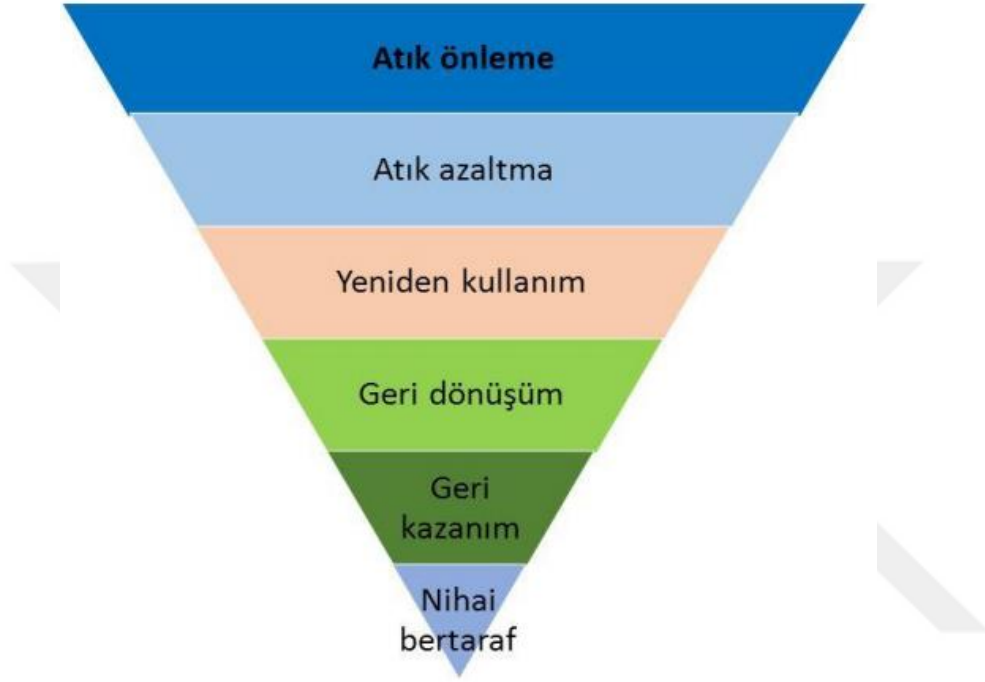 Atık önleme
Atık azaltma
Yeniden kullanım
Geri dönüşüm
Geri
kazanım
Nihai
bertaraf